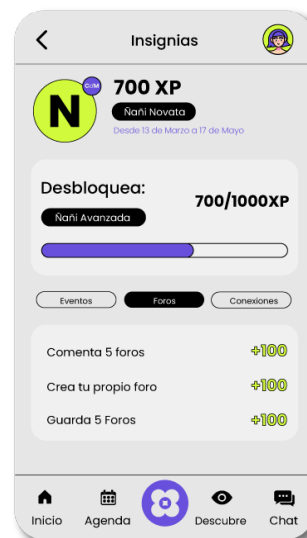 Insignias
N
CoM
700 XP
Ñañi Novata
Desde 13 de Marzo a 17 de Mayo
Desbloquea:
700/1000XP
Ñañi Avanzada
Eventos
Foros
Conexiones
Comenta 5 foros +100
Crea tu propio foro +100
Guarda 5 Foros +100
Inicio Agenda Descubre Chat